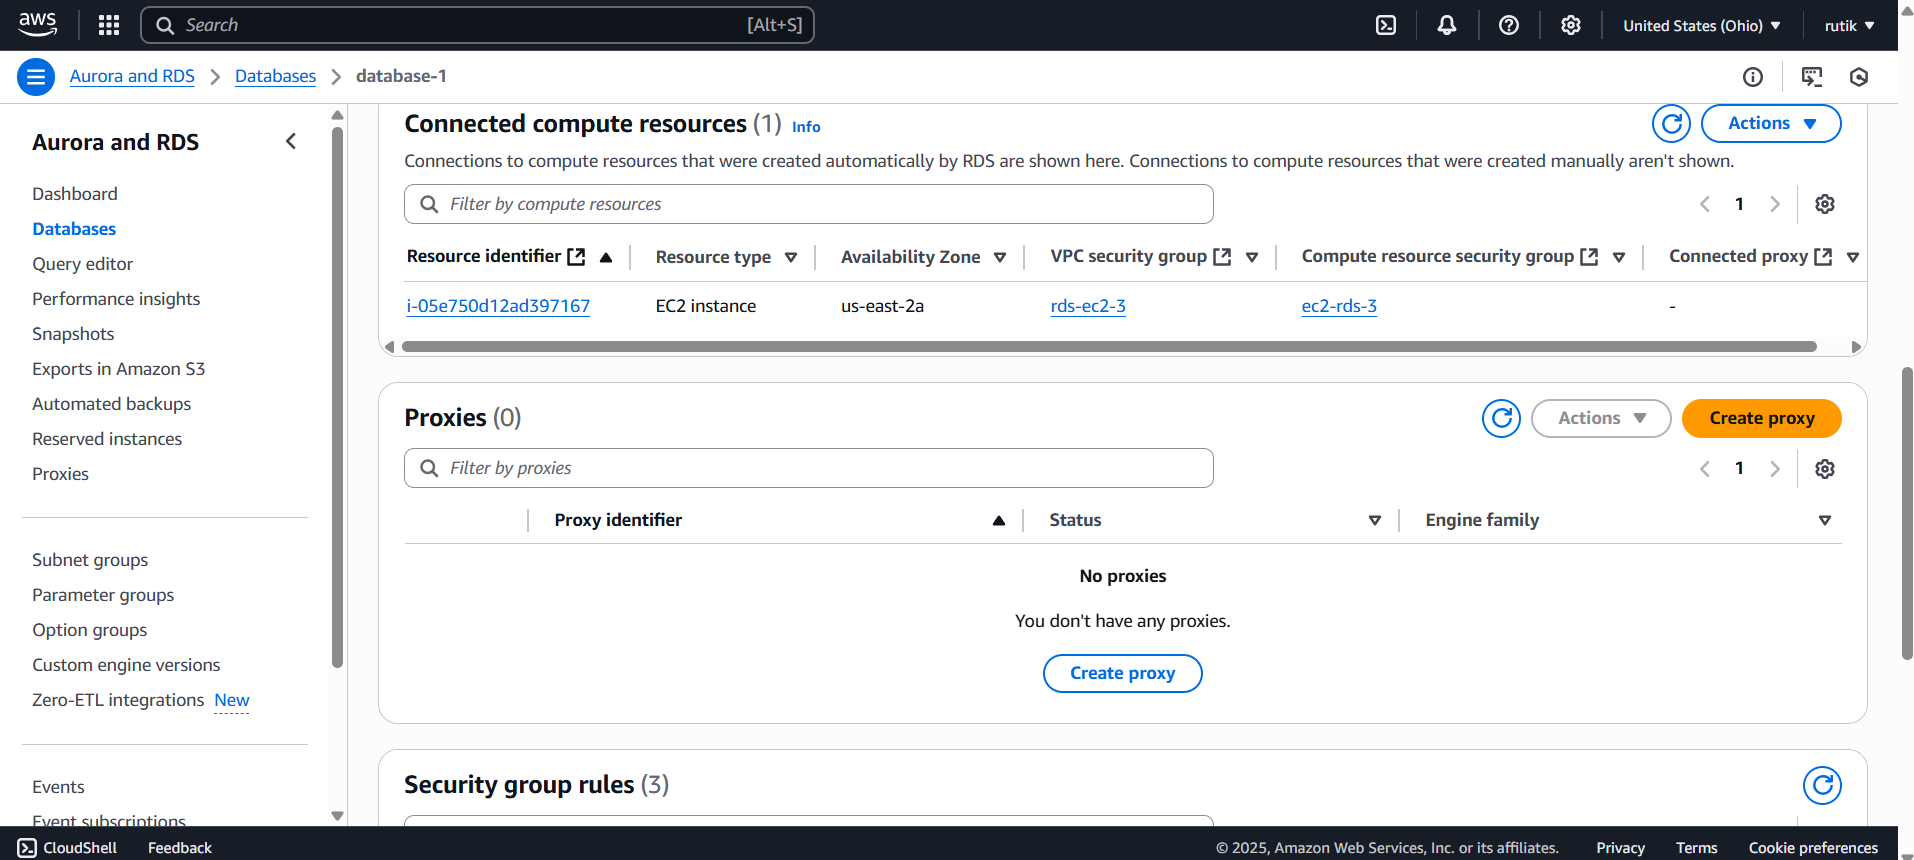 aws
Search [Alt+S]
United States (Ohio)
rutik
Aurora and RDS
Databases
database-1
Aurora and RDS
Dashboard
Databases
Query editor
Performance insights
Snapshots
Exports in Amazon S3
Automated backups
Reserved instances
Proxies
Subnet groups
Parameter groups
Option groups
Custom engine versions
Zero-ETL integrations New
Events
Event subscriptions
Connected compute resources (1) Info
Actions
Connections to compute resources that were created automatically by RDS are shown here. Connections to compute resources that were created manually aren't shown.
Filter by compute resources
1
Resource identifier Resource type Availability Zone VPC security group Compute resource security group Connected proxy
i-05e750d12ad397167 EC2 instance us-east-2a rds-ec2-3 ec2-rds-3 -
Proxies (0)
Actions
Create proxy
Filter by proxies
1
Proxy identifier Status Engine family
No proxies
You don't have any proxies.
Create proxy
Security group rules (3)
CloudShell Feedback © 2025, Amazon Web Services, Inc. or its affiliates. Privacy Terms Cookie preferences